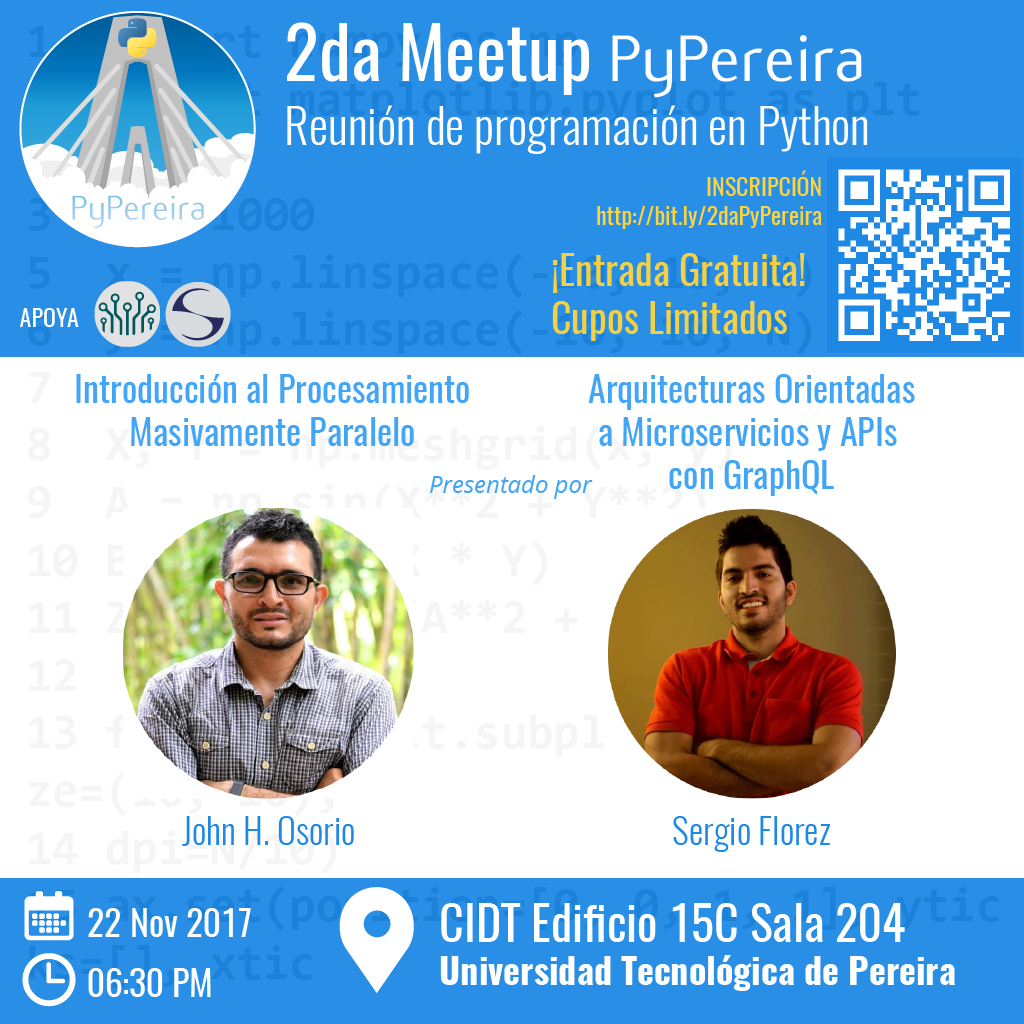 2da Meetup PyPereira
Reunión de programación en Python
PyPereira
INSCRIPCIÓN
http://bit.ly/2daPyPereira
¡Entrada Gratuita!
Cupos Limitados
APOYA
Introducción al Procesamiento
Masivamente Paralelo
Arquitecturas Orientadas
a Microservicios y APIs
con GraphQL
Presentado por
John H. Osorio
Sergio Florez
22 Nov 2017
06:30 PM
CIDT Edificio 15C Sala 204
Universidad Tecnológica de Pereira